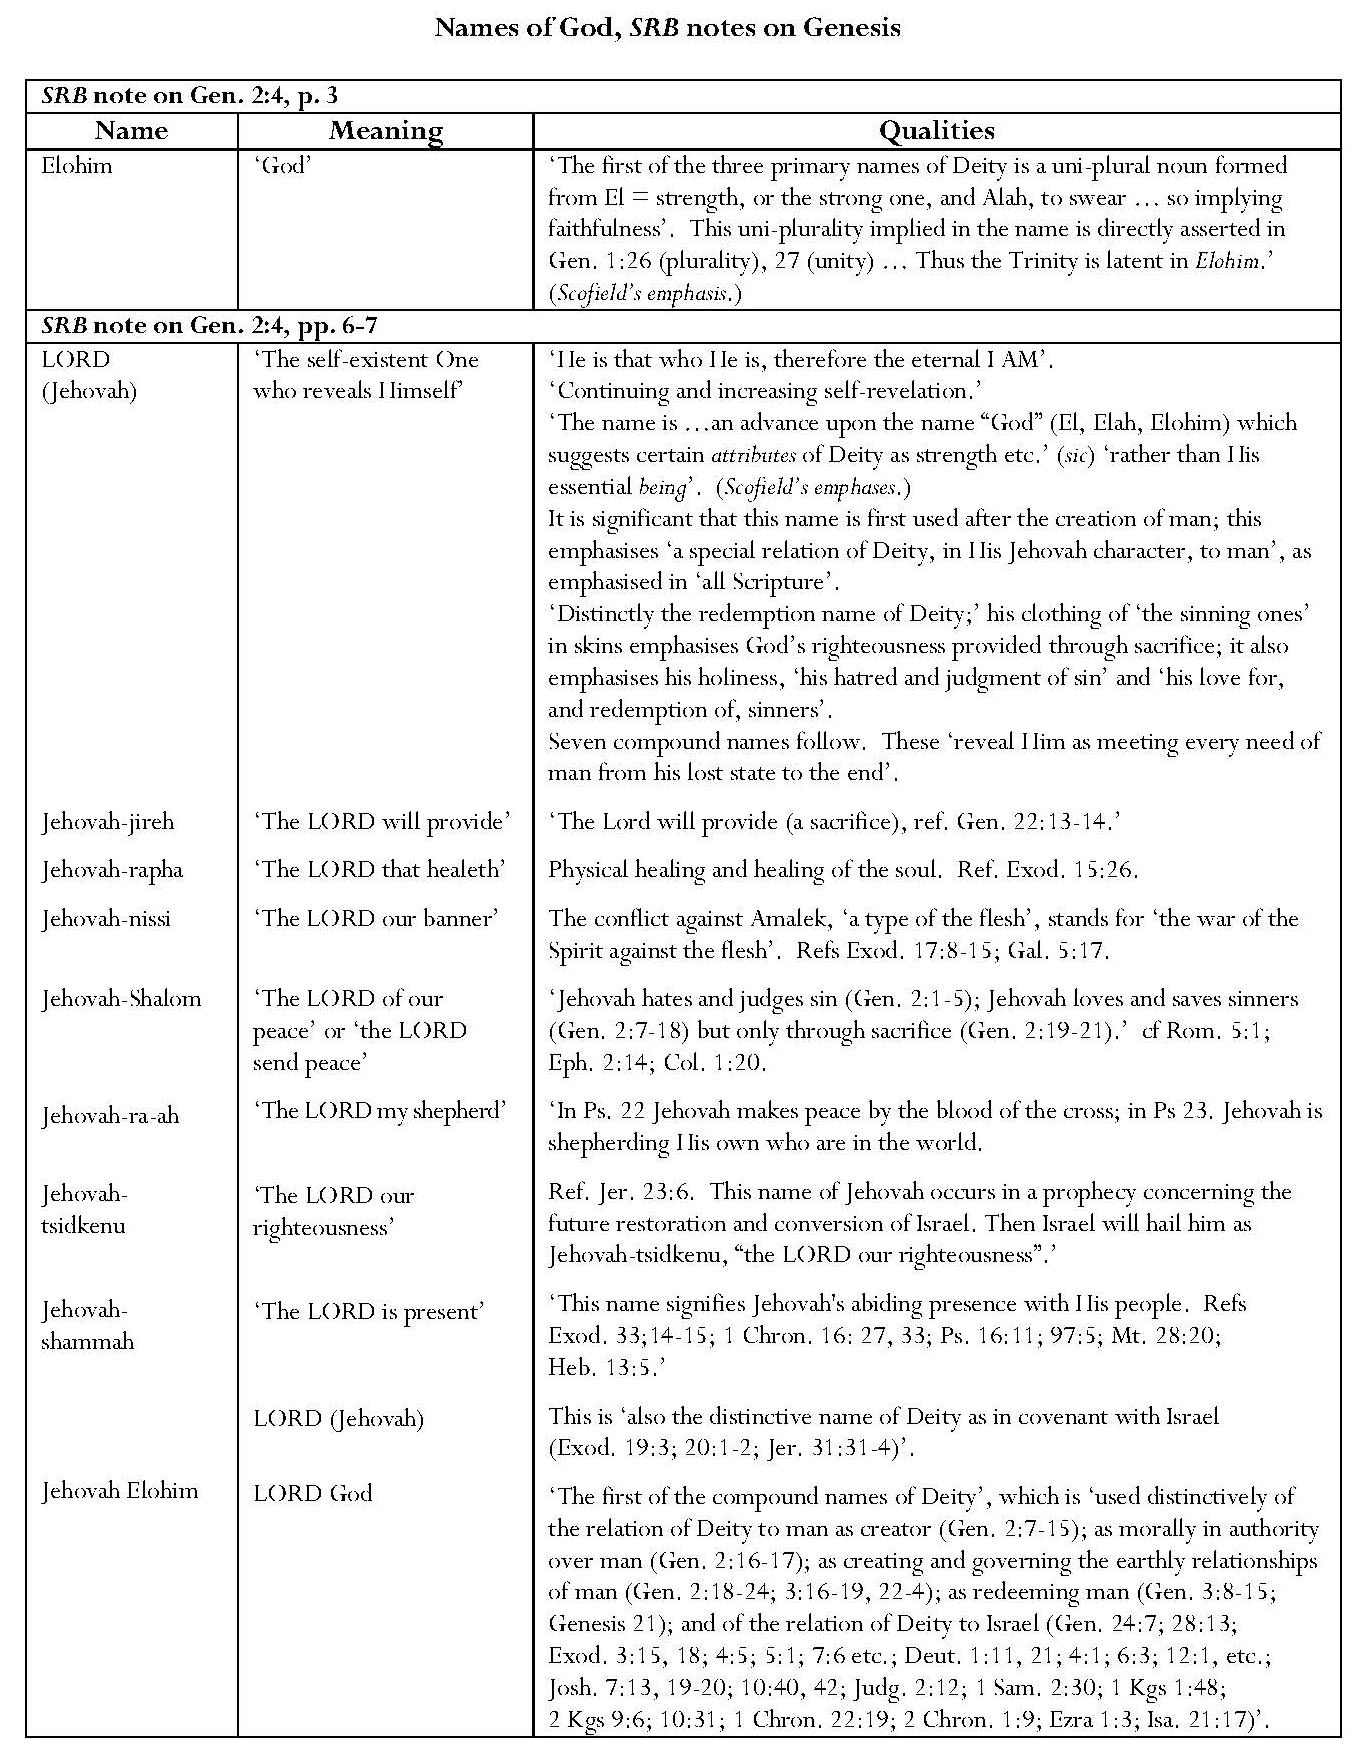 Names of God, SRB notes on Genesis
SRB note on Gen. 2:4, p. 3
Name Meaning Qualities
Elohim ‘God’ ‘The first of the three primary names of Deity is a uni-plural noun formed
from El = strength, or the strong one, and Alah, to swear … so implying
faithfulness’.  This uni-plurality implied in the name is directly asserted in
Gen. 1:26 (plurality), 27 (unity) … Thus the Trinity is latent in Elohim.’
(Scofield’s emphasis.)
SRB note on Gen. 2:4, pp. 6-7
LORD ‘The self-existent One ‘He is that who He is, therefore the eternal I AM’.
(Jehovah) who reveals Himself’ ‘Continuing and increasing self-revelation.’
‘The name is …an advance upon the name “God” (El, Elah, Elohim) which
suggests certain attributes of Deity as strength etc.’ (sic) ‘rather than His
essential being’.  (Scofield’s emphases.)
It is significant that this name is first used after the creation of man; this
emphasises ‘a special relation of Deity, in His Jehovah character, to man’, as
emphasised in ‘all Scripture’.
‘Distinctly the redemption name of Deity;’ his clothing of ‘the sinning ones’
in skins emphasises God’s righteousness provided through sacrifice; it also
emphasises his holiness, ‘his hatred and judgment of sin’ and ‘his love for,
and redemption of, sinners’.
Seven compound names follow.  These ‘reveal Him as meeting every need of
man from his lost state to the end’.
Jehovah-jireh ‘The LORD will provide’ ‘The Lord will provide (a sacrifice), ref. Gen. 22:13-14.’
Jehovah-rapha ‘The LORD that healeth’ Physical healing and healing of the soul.  Ref. Exod. 15:26.
Jehovah-nissi ‘The LORD our banner’ The conflict against Amalek, ‘a type of the flesh’, stands for ‘the war of the
Spirit against the flesh’.  Refs Exod. 17:8-15; Gal. 5:17.
Jehovah-Shalom ‘The LORD of our ‘Jehovah hates and judges sin (Gen. 2:1-5); Jehovah loves and saves sinners
peace’ or ‘the LORD (Gen. 2:7-18) but only through sacrifice (Gen. 2:19-21).’  cf Rom. 5:1;
send peace’ Eph. 2:14; Col. 1:20.
Jehovah-ra-ah ‘The LORD my shepherd’ ‘In Ps. 22 Jehovah makes peace by the blood of the cross; in Ps 23. Jehovah is
shepherding His own who are in the world.
Jehovah- ‘The LORD our Ref. Jer. 23:6.  This name of Jehovah occurs in a prophecy concerning the
tsidkenu righteousness’ future restoration and conversion of Israel. Then Israel will hail him as
Jehovah-tsidkenu, “the LORD our righteousness”.’
Jehovah- ‘The LORD is present’ ‘This name signifies Jehovah's abiding presence with His people.  Refs
shammah Exod. 33;14-15; 1 Chron. 16: 27, 33; Ps. 16:11; 97:5; Mt. 28:20;
Heb. 13:5.’
LORD (Jehovah) This is ‘also the distinctive name of Deity as in covenant with Israel
(Exod. 19:3; 20:1-2; Jer. 31:31-4)’.
Jehovah Elohim LORD God ‘The first of the compound names of Deity’, which is ‘used distinctively of
the relation of Deity to man as creator (Gen. 2:7-15); as morally in authority
over man (Gen. 2:16-17); as creating and governing the earthly relationships
of man (Gen. 2:18-24; 3:16-19, 22-4); as redeeming man (Gen. 3:8-15;
Genesis 21); and of the relation of Deity to Israel (Gen. 24:7; 28:13;
Exod. 3:15, 18; 4:5; 5:1; 7:6 etc.; Deut. 1:11, 21; 4:1; 6:3; 12:1, etc.;
Josh. 7:13, 19-20; 10:40, 42; Judg. 2:12; 1 Sam. 2:30; 1 Kgs 1:48;
2 Kgs 9:6; 10:31; 1 Chron. 22:19; 2 Chron. 1:9; Ezra 1:3; Isa. 21:17)’.